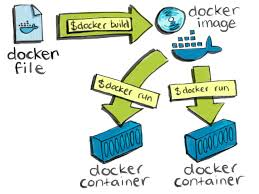 $docker build
docker
file
docker
image
$docker run
$docker run
docker
container
docker
container